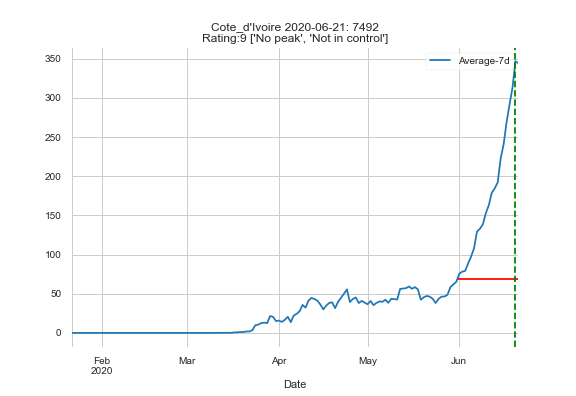 Cote_d'Ivoire 2020-06-21: 7492
Rating:9 ['No peak', 'Not in control']
Average-7d
350
300
250
200
150
100
50
0
Feb
2020
Mar
Apr
May
Jun
Date